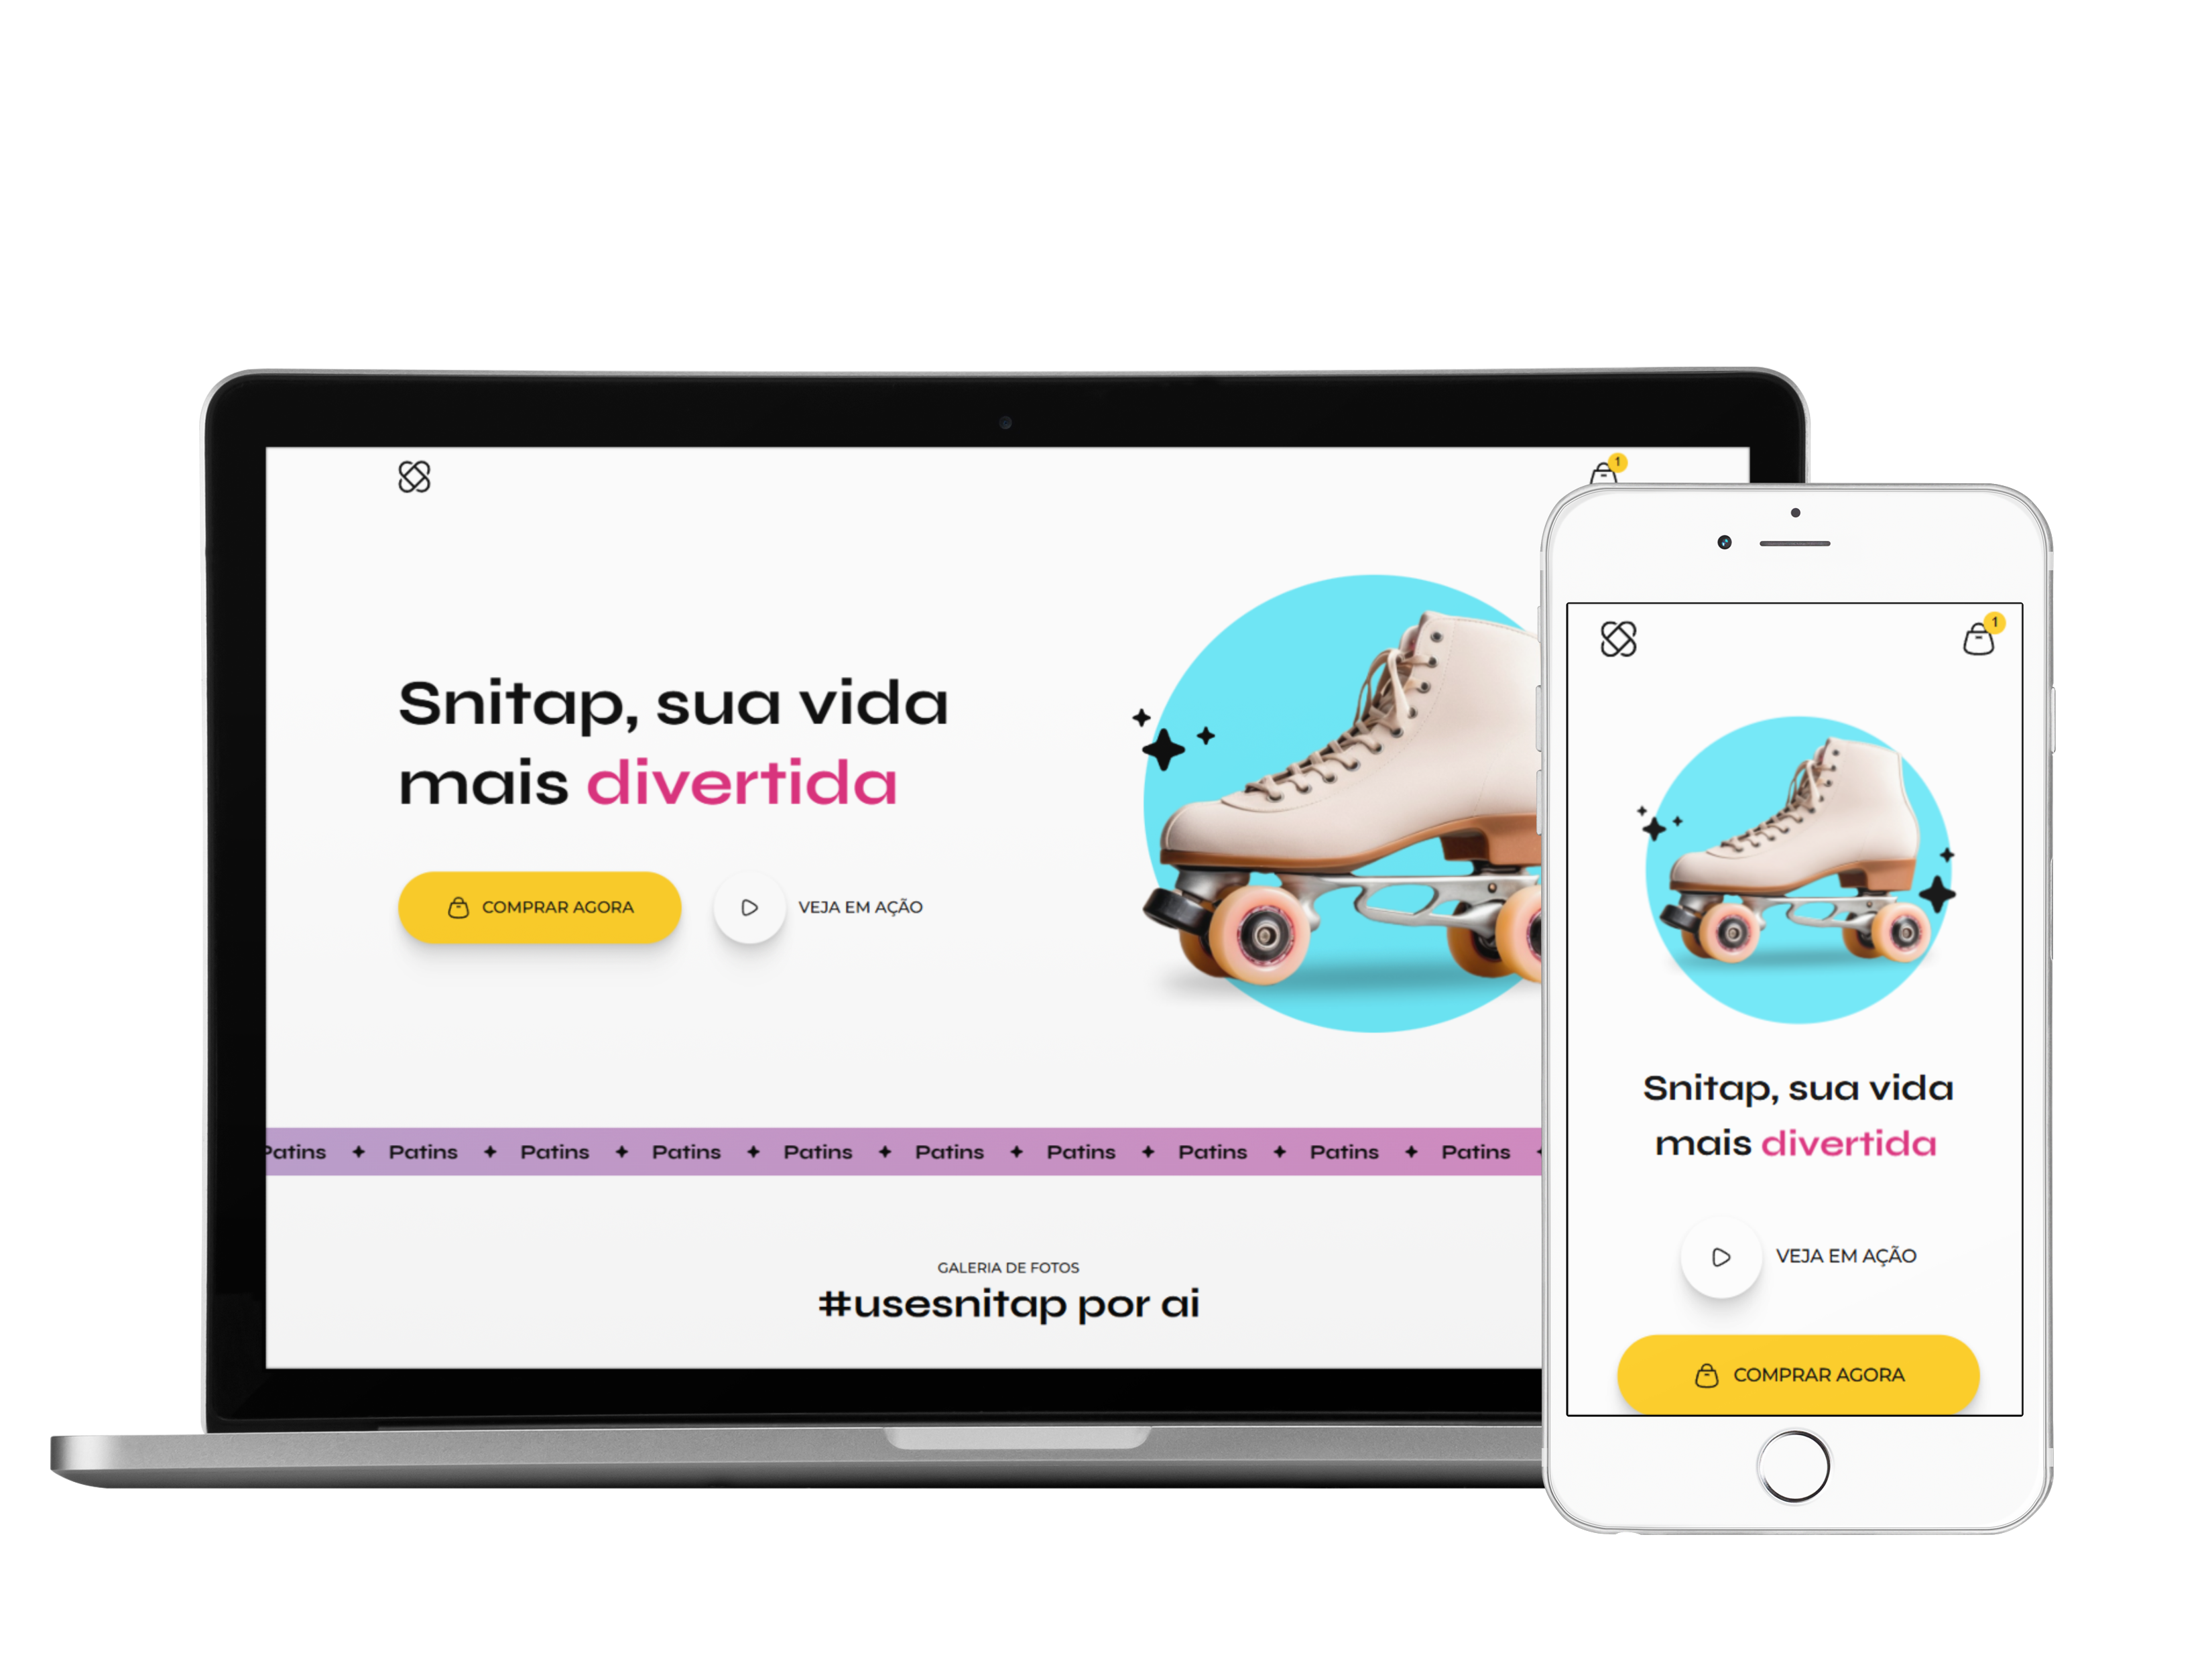 1
Snitap, sua vida
mais divertida
COMPRAR AGORA
VEJA EM AÇÃO
Patins Patins Patins Patins Patins Patins Patins Patins Patins Patins
GALERIA DE FOTOS
#usesnitap por ai
1
Snitap, sua vida
mais divertida
VEJA EM AÇÃO
COMPRAR AGORA